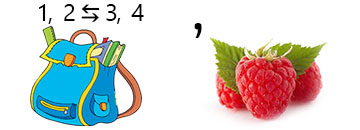 1, 2 ⇆ 3, 4 ,